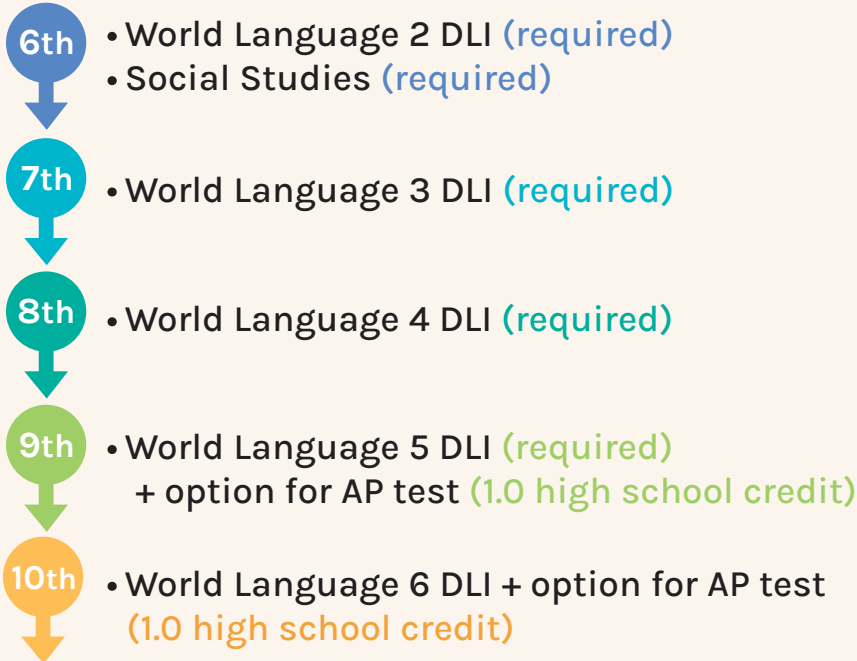 6th
• World Language 2 DLI (required)
• Social Studies (required)
7th
• World Language 3 DLI (required)
8th
• World Language 4 DLI (required)
9th
• World Language 5 DLI (required)
+ option for AP test (1.0 high school credit)
10th
• World Language 6 DLI + option for AP test
(1.0 high school credit)